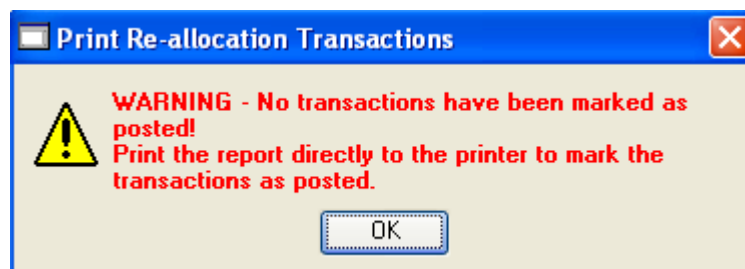 Print Re-allocation Transactions
WARNING - No transactions have been marked as
posted!
Print the report directly to the printer to mark the
transactions as posted.
OK